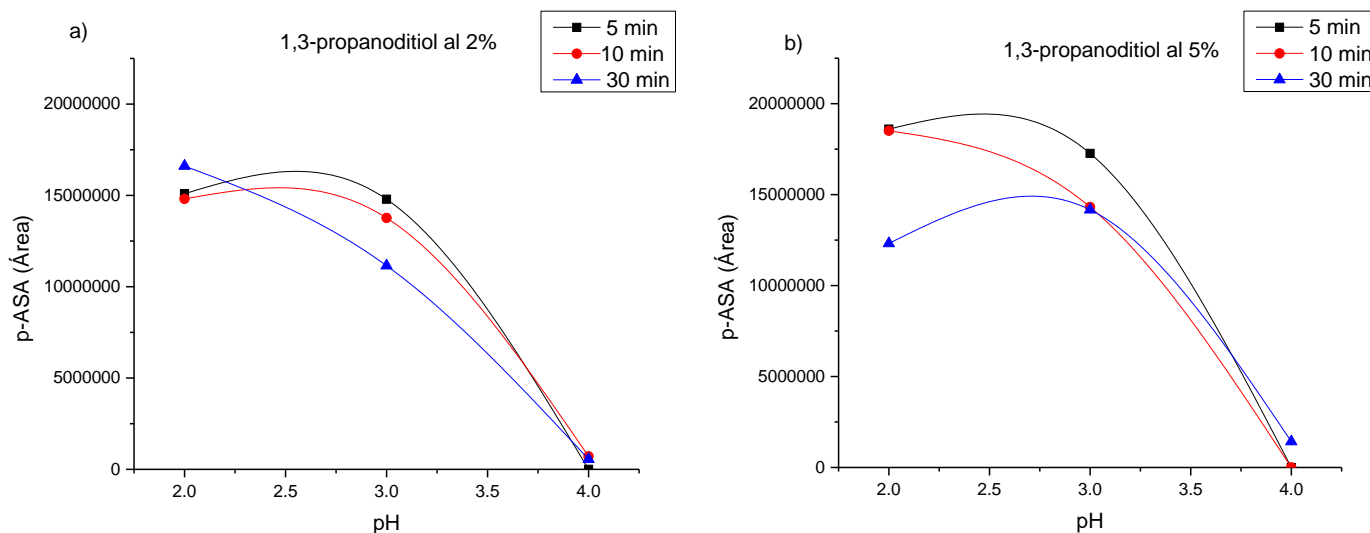 a)
1,3-propanoditiol al 2%
5 min
10 min
30 min
p-ASA (Área)
20000000
15000000
10000000
5000000
0
2.0 2.5 3.0 3.5 4.0
pH
b)
1,3-propanoditiol al 5%
5 min
10 min
30 min
p-ASA (Área)
20000000
15000000
10000000
5000000
0
2.0 2.5 3.0 3.5 4.0
pH